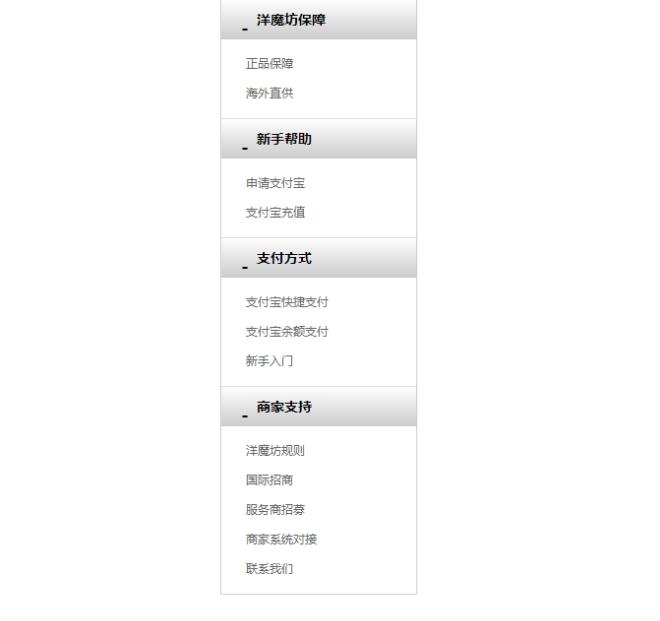 洋魔坊保障
正品保障
海外直供
新手帮助
申请支付宝
支付宝充值
支付方式
支付宝快捷支付
支付宝余额支付
新手入门
商家支持
洋魔坊规则
国际招商
服务商招募
商家系统对接
联系我们